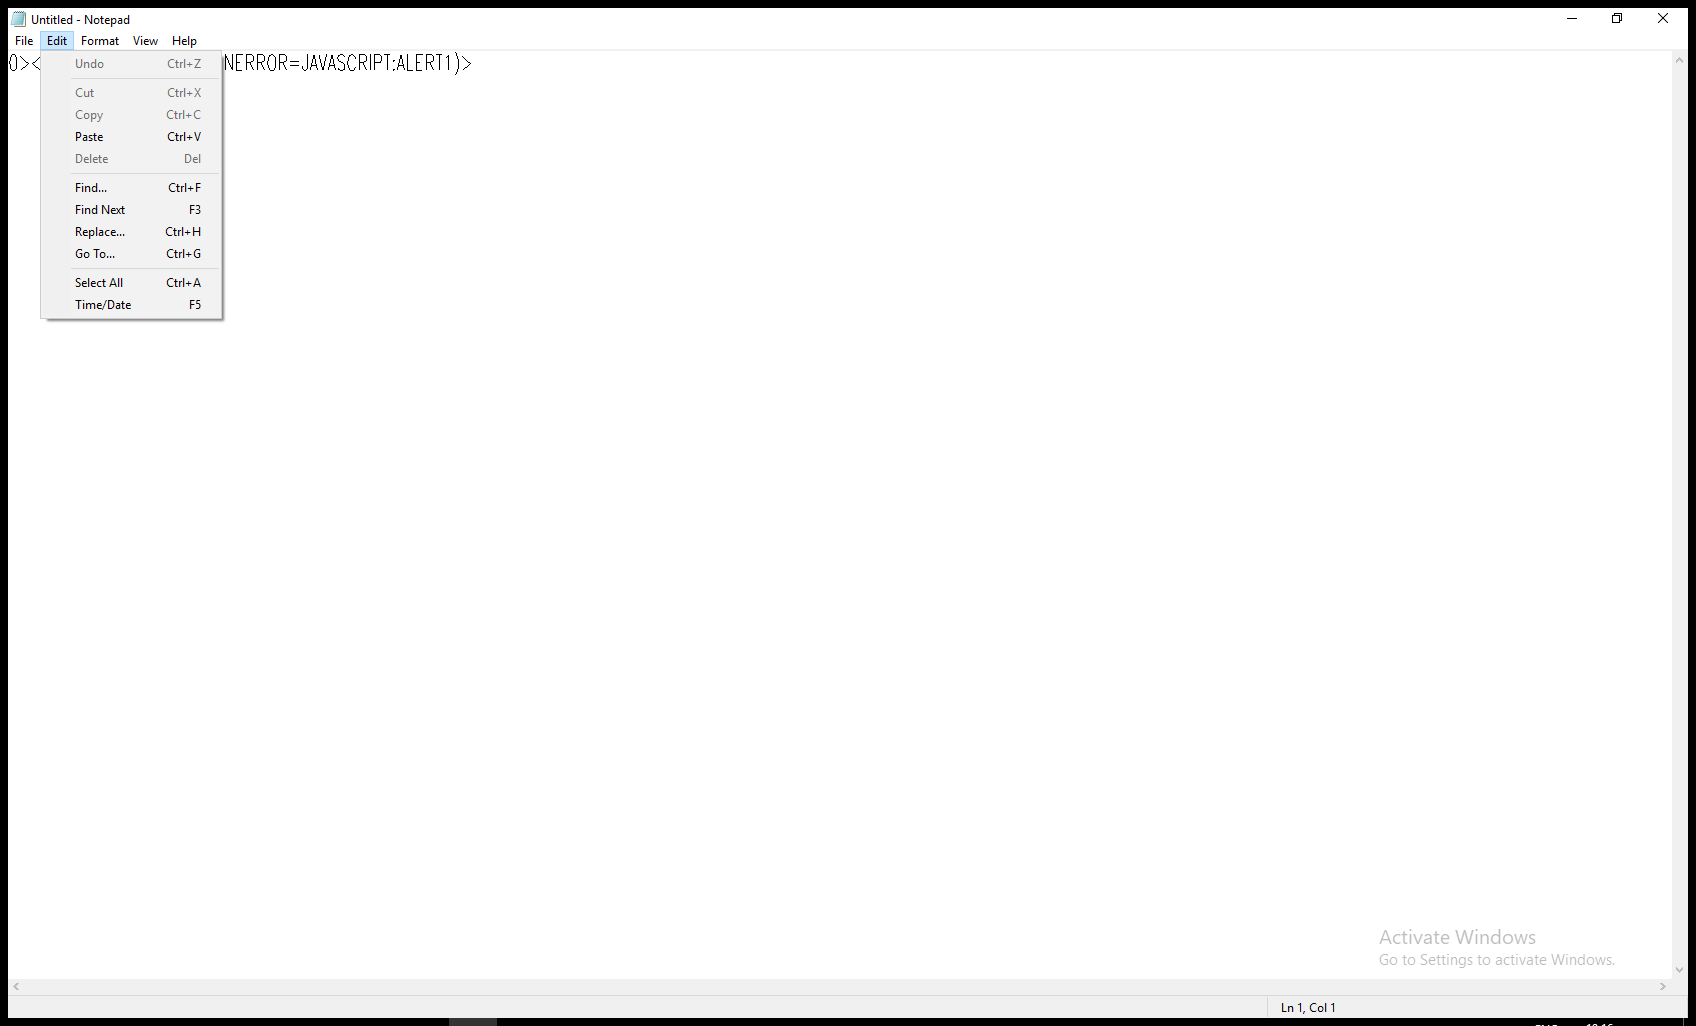 Untitled - Notepad
File Edit Format View Help
0><
NERROR=JAVASCRIPT:ALERT1)>
Undo Ctrl+Z
Cut Ctrl+X
Copy Ctrl+C
Paste Ctrl+V
Delete Del
Find... Ctrl+F
Find Next F3
Replace... Ctrl+H
Go To... Ctrl+G
Select All Ctrl+A
Time/Date F5
Activate Windows
Go to Settings to activate Windows.
Ln 1, Col 1